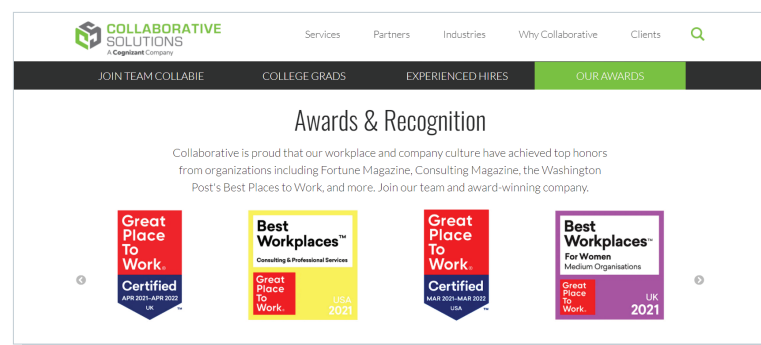 COLLABORATIVE
SOLUTIONS
A Cognizant Company
Services Partners Industries Why Collaborative Clients
JOIN TEAM COLLABIE COLLEGE GRADS EXPERIENCED HIRES OUR AWARDS
Awards & Recognition
Collaborative is proud that our workplace and company culture have achieved top honors
from organizations including Fortune Magazine, Consulting Magazine, the Washington
Post's Best Places to Work, and more. Join our team and award-winning company.
Great
Place
To
Work®
Certified
APR 2021–APR 2022
UK
™
Best
Workplaces™
Consulting & Professional Services
Great
Place
To
Work®
USA
2021
Great
Place
To
Work®
Certified
MAR 2021–MAR 2022
USA
™
Best
Workplaces™
For Women
Medium Organisations
Great
Place
To
Work®
UK
2021